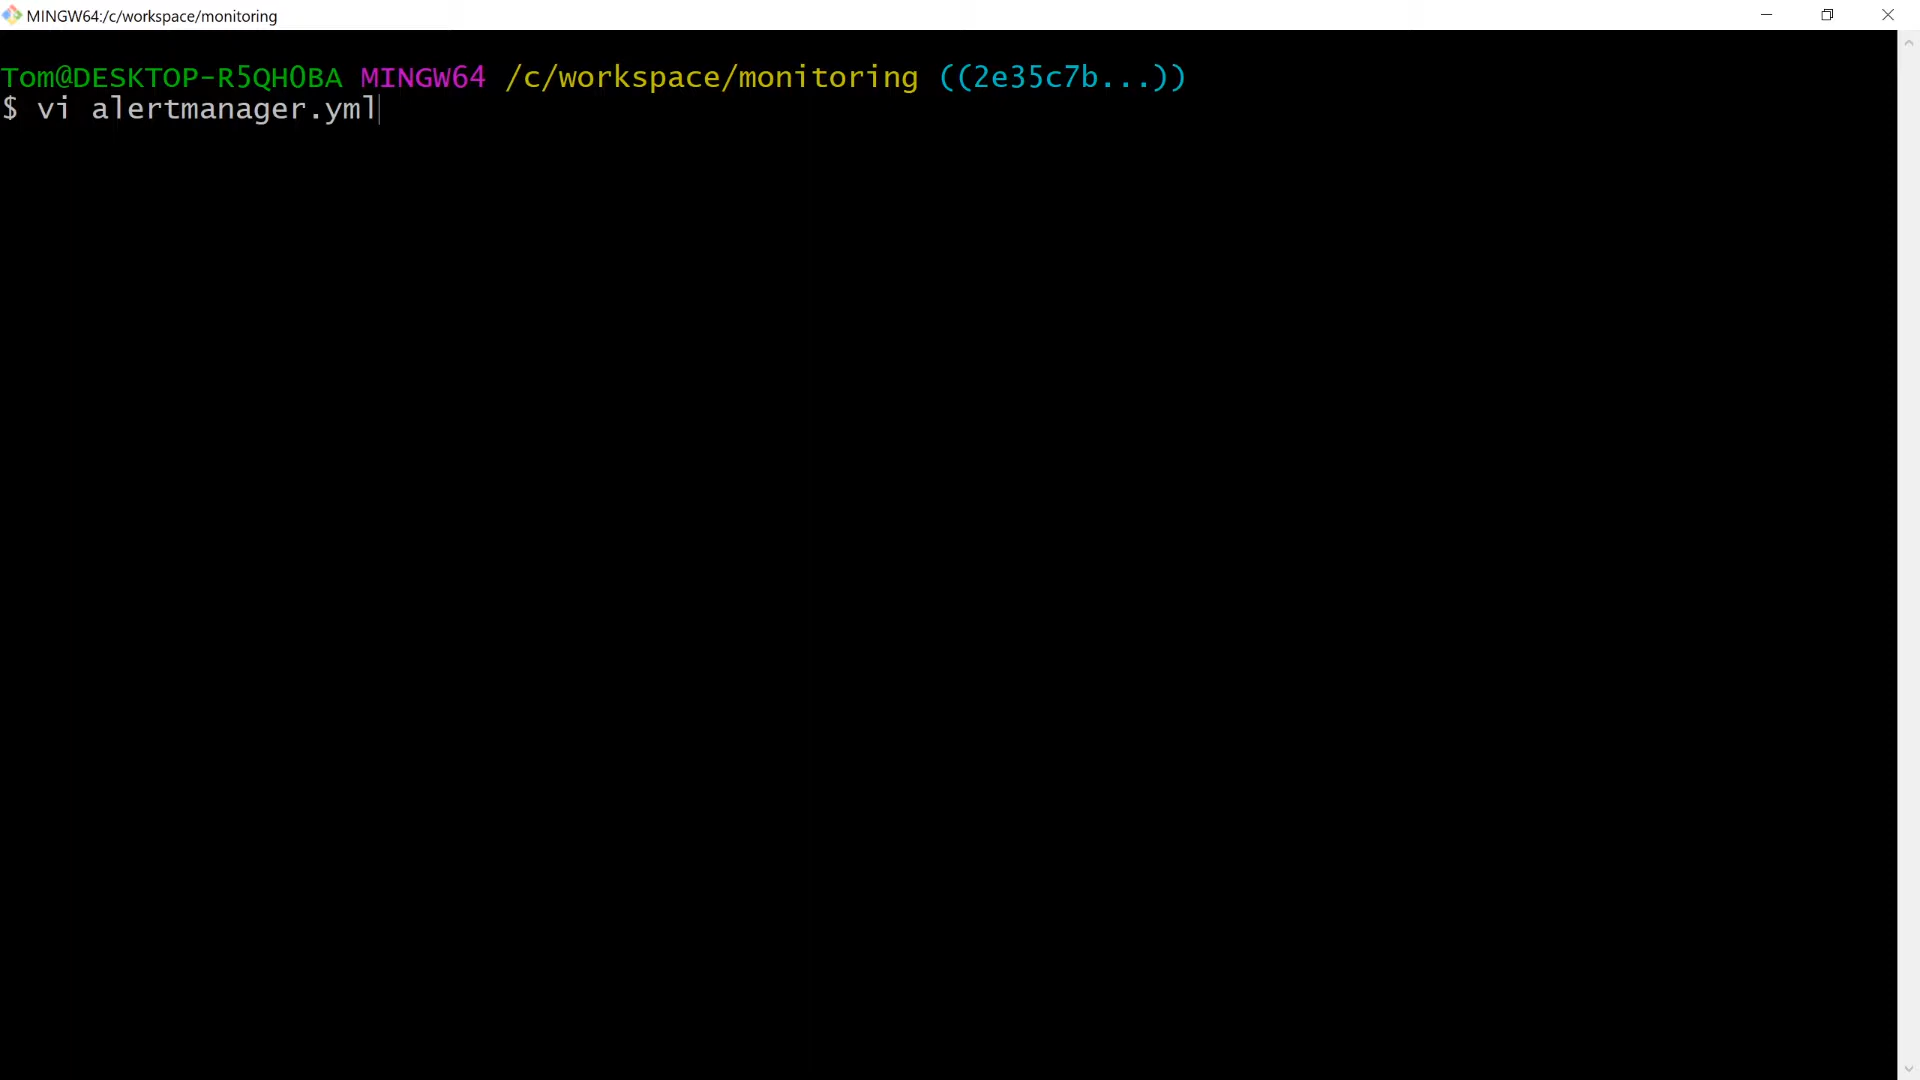 MINGW64:/c/workspace/monitoring
Tom@DESKTOP-R5QH0BA MINGW64 /c/workspace/monitoring ((2e35c7b...))
$ vi alertmanager.yml